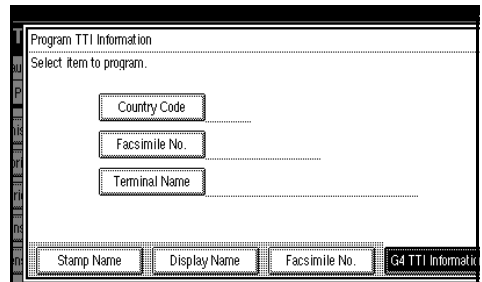 Program TTI Information
Select item to program.
Country Code
Facsimile No.
Terminal Name
Stamp Name Display Name Facsimile No. G4 TTI Informatio